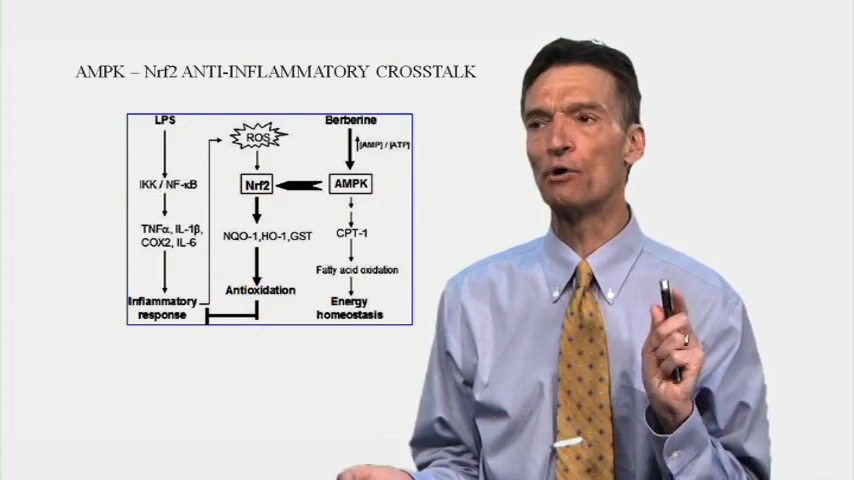 AMPK – Nrf2 ANTI-INFLAMMATORY CROSSTALK
LPS
ROS
Berberine
[AMP] / [ATP]
IKK / NF-κB
Nrf2
AMPK
TNFα, IL-1β,
COX2, IL-6
NQO-1,HO-1,GST
CPT-1
Fatty acid oxidation
Inflammatory
response
Antioxidation
Energy
homeostasis